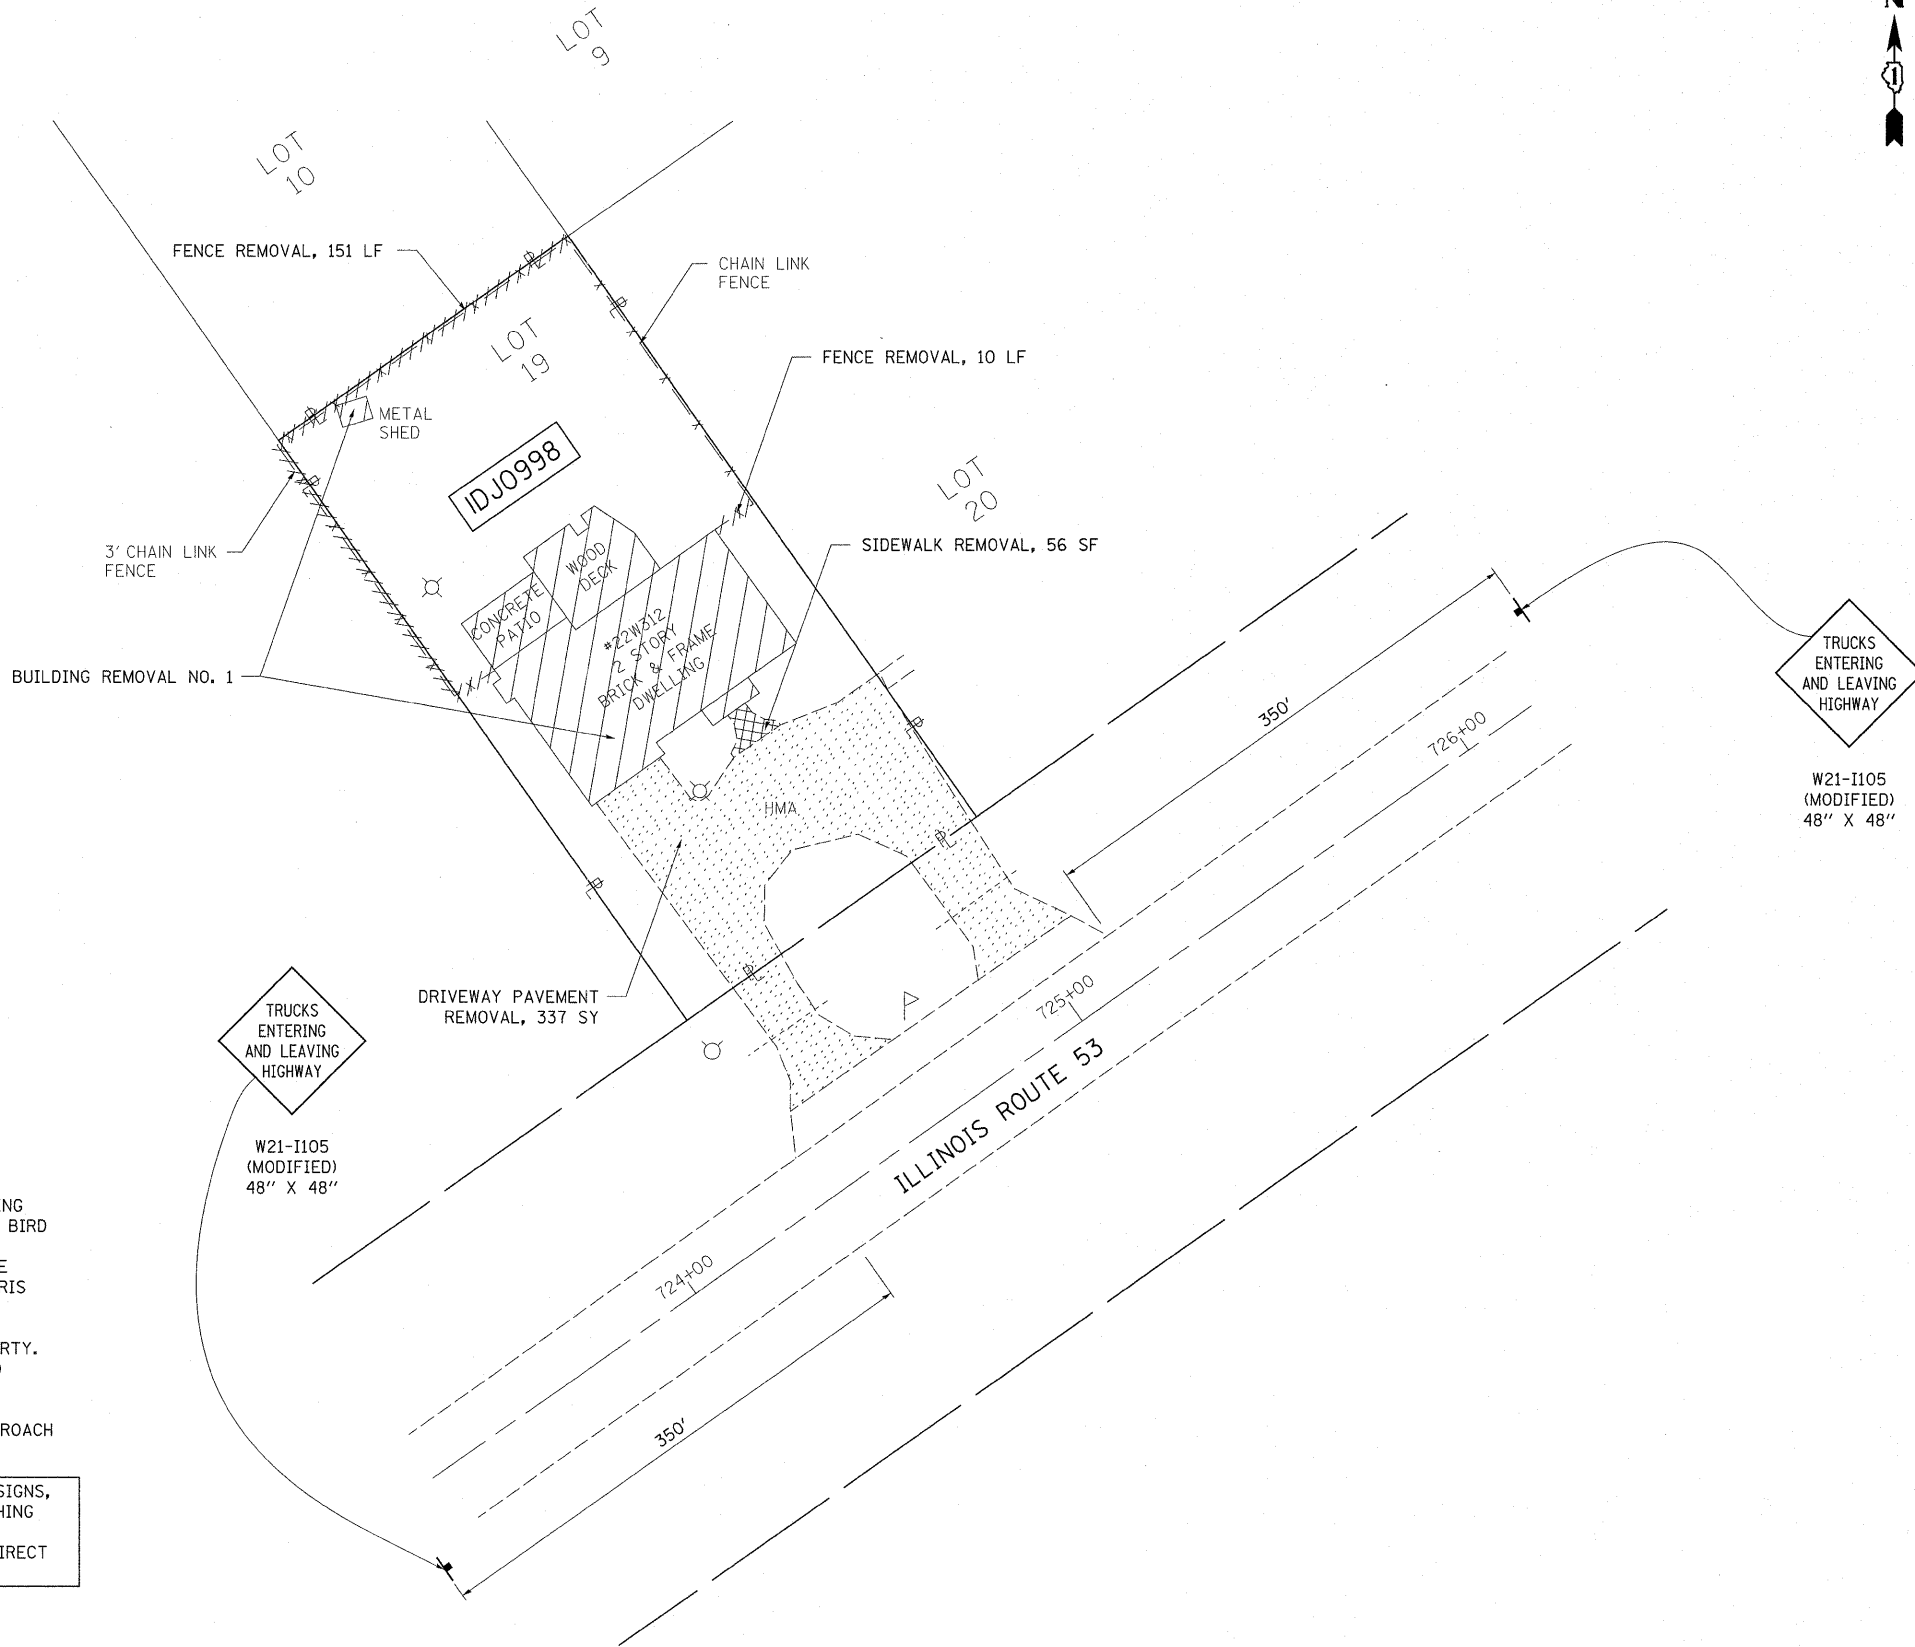 N
1
LOT
9
LOT
10
FENCE REMOVAL, 151 LF
CHAIN LINK
FENCE
LOT
19
FENCE REMOVAL, 10 LF
METAL
SHED
IDJ0998
LOT
20
3' CHAIN LINK
FENCE
SIDEWALK REMOVAL, 56 SF
WOOD
DECK
CONCRETE
PATIO
#22W312
2 STORY
BRICK & FRAME
DWELLING
BUILDING REMOVAL NO. 1
350'
726+00
TRUCKS
ENTERING
AND LEAVING
HIGHWAY
W21-I105
(MODIFIED)
48" X 48"
HMA
DRIVEWAY PAVEMENT
REMOVAL, 337 SY
725+00
TRUCKS
ENTERING
AND LEAVING
HIGHWAY
W21-I105
(MODIFIED)
48" X 48"
ILLINOIS ROUTE 53
724+00
350'
BIRD